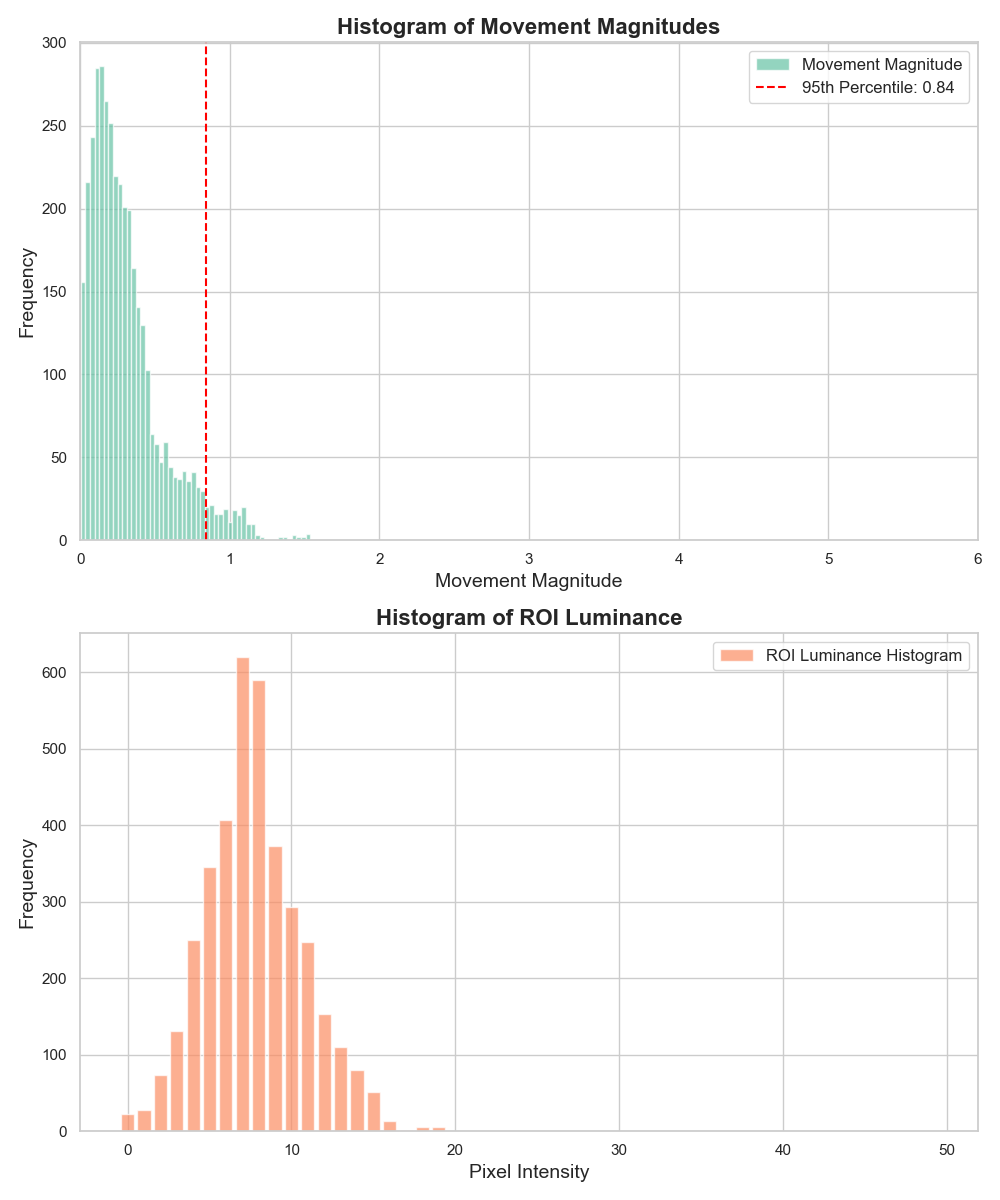 Histogram of Movement Magnitudes
300
250
200
150
100
50
0
Frequency
Movement Magnitude
95th Percentile: 0.84
0 1 2 3 4 5 6
Movement Magnitude
Histogram of ROI Luminance
600
500
400
300
200
100
0
Frequency
ROI Luminance Histogram
0 10 20 30 40 50
Pixel Intensity